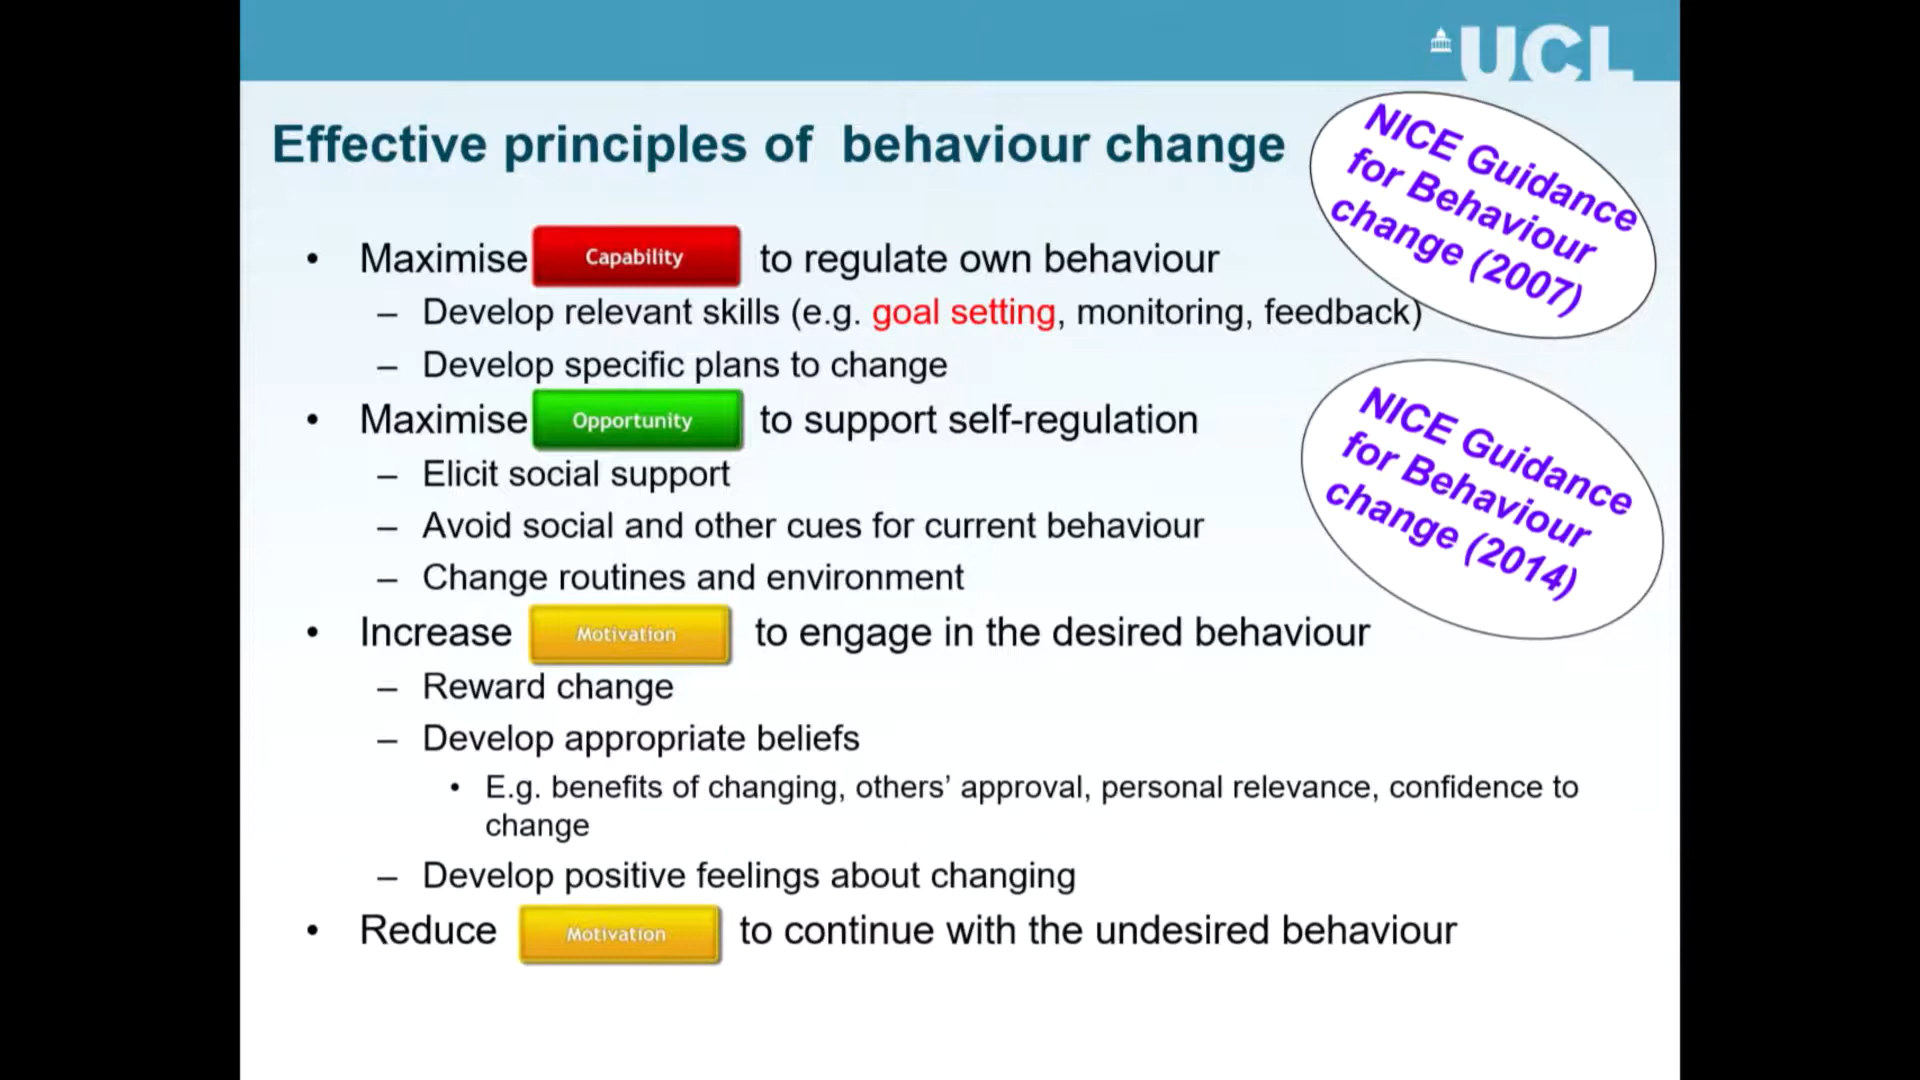 UCL
Effective principles of behaviour change
NICE Guidance
for Behaviour
change (2007)
• Maximise Capability to regulate own behaviour
– Develop relevant skills (e.g. goal setting, monitoring, feedback)
– Develop specific plans to change
• Maximise Opportunity to support self-regulation
– Elicit social support
– Avoid social and other cues for current behaviour
– Change routines and environment
NICE Guidance
for Behaviour
change (2014)
• Increase Motivation to engage in the desired behaviour
– Reward change
– Develop appropriate beliefs
• E.g. benefits of changing, others’ approval, personal relevance, confidence to
change
– Develop positive feelings about changing
• Reduce Motivation to continue with the undesired behaviour